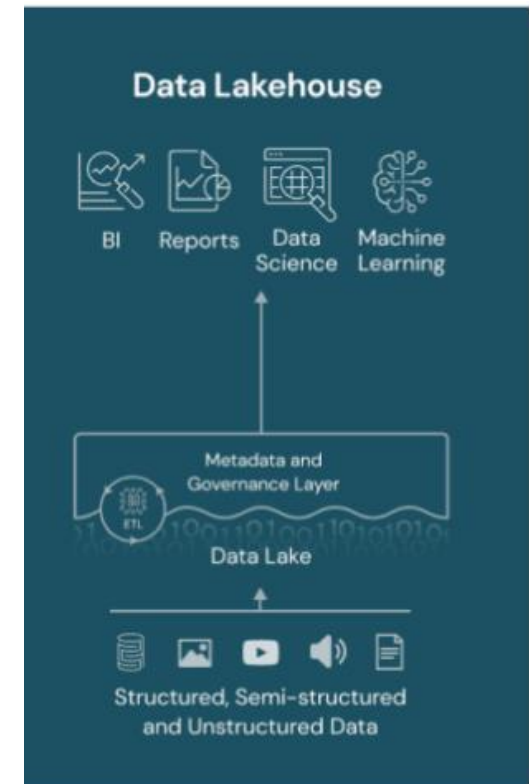 Data Lakehouse
BI
Reports
Data
Science
Machine
Learning
Metadata and
Governance Layer
ETL
Data Lake
Structured, Semi-structured
and Unstructured Data